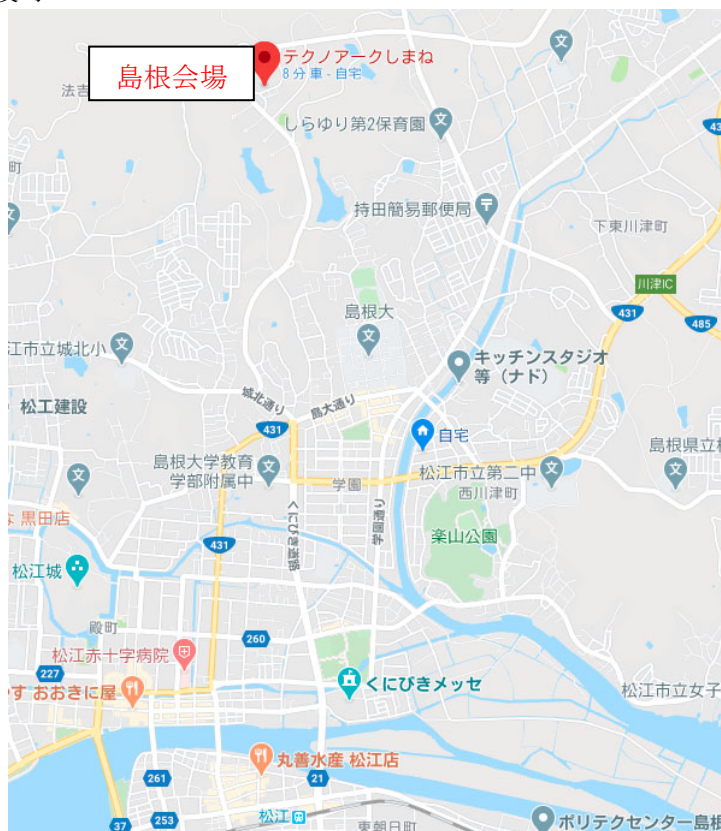 島根会場
テクノアークしまね
8 分 車 - 自宅
法吉
しらゆり第2保育園
文
町
持田簡易郵便局
下東川津町
川津IC
431
485
島根大
江市立城北小
キッチンスタジオ
等（ナド）
松工建設
城北通り
島大通り
431
自宅
島根県立
島根大学教育
学部附属中
学園
松江市立第二中
西川津町
くにびき道路
学園通り
黒田店
431
楽山公園
松江城
殿町
260
松江赤十字病院
227
くにびきメッセ
やす おおきに屋
松江市立女子
丸善水産 松江店
261
21
253
37
松江
東朝日町
ポリテクセンター島根